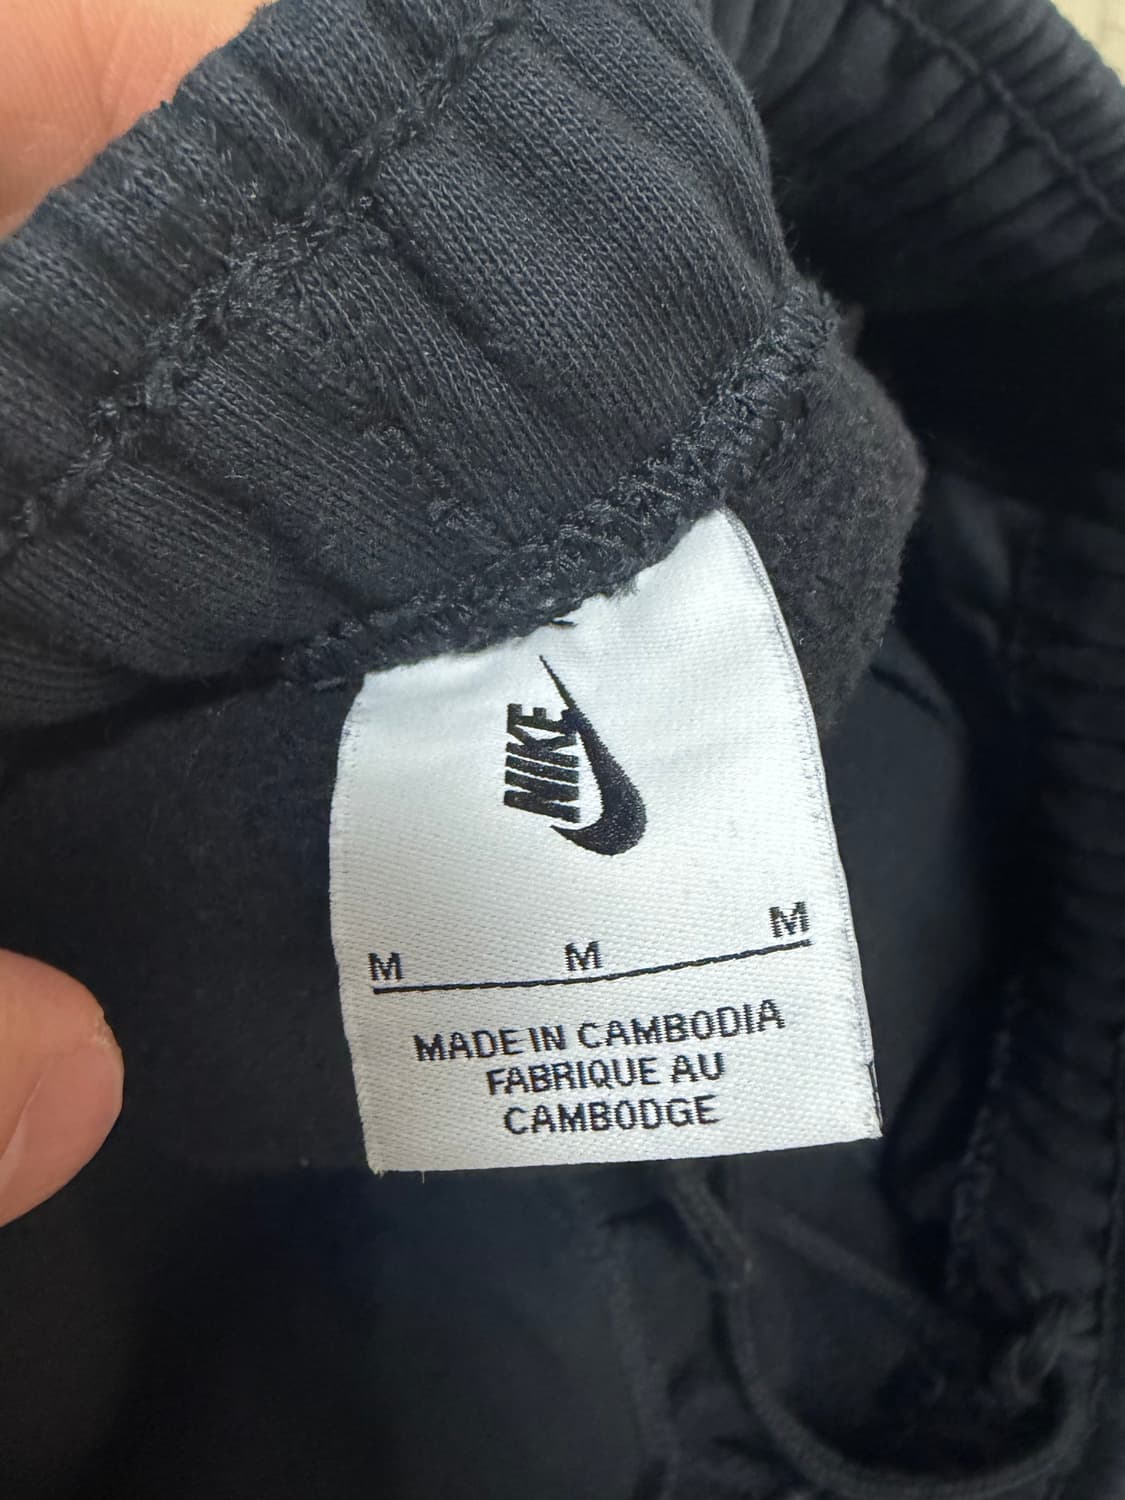 NIKE
M M M
MADE IN CAMBODIA
FABRIQUE AU
CAMBODGE